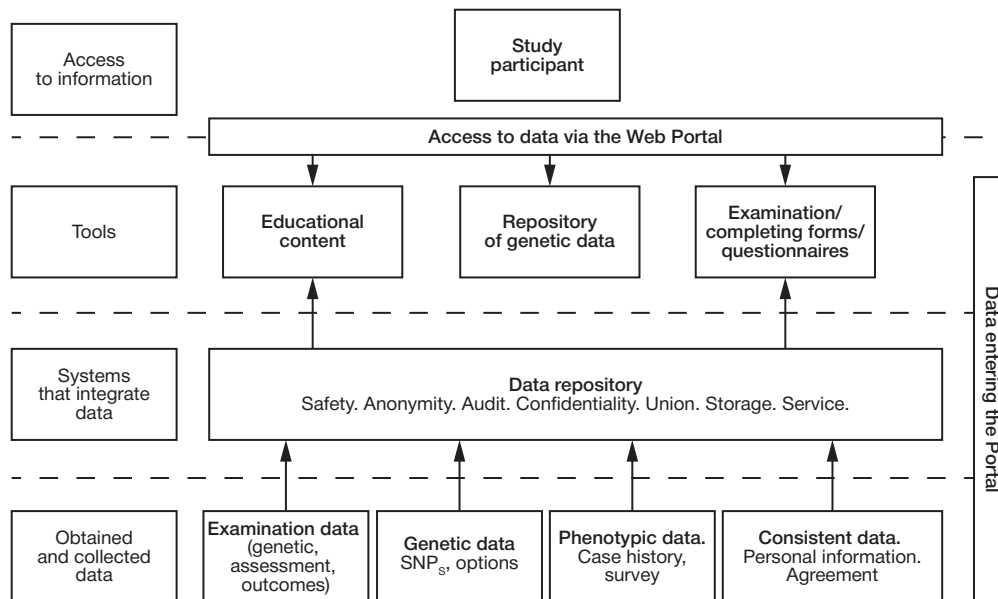 Access
to information
Study
participant
Access to data via the Web Portal
Tools
Educational
content
Repository
of genetic data
Examination/
completing forms/
questionnaires
Systems
that integrate
data
Data repository
Safety. Anonymity. Audit. Confidentiality. Union. Storage. Service.
Data entering the Portal
Obtained
and collected
data
Examination data
(genetic,
assessment,
outcomes)
Genetic data
SNPs, options
Phenotypic data.
Case history,
survey
Consistent data.
Personal information.
Agreement